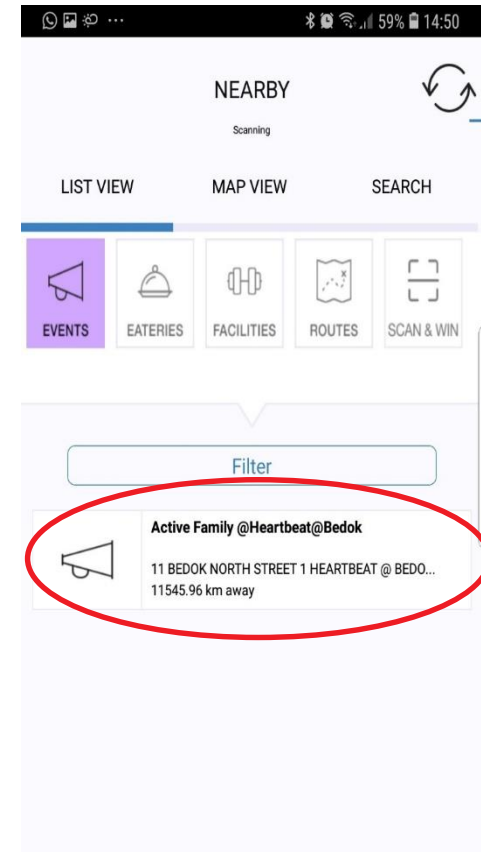 59% 14:50
NEARBY
Scanning
LIST VIEW MAP VIEW SEARCH
EVENTS EATERIES FACILITIES ROUTES SCAN & WIN
Filter
Active Family @Heartbeat@Bedok
11 BEDOK NORTH STREET 1 HEARTBEAT @ BEDO...
11545.96 km away